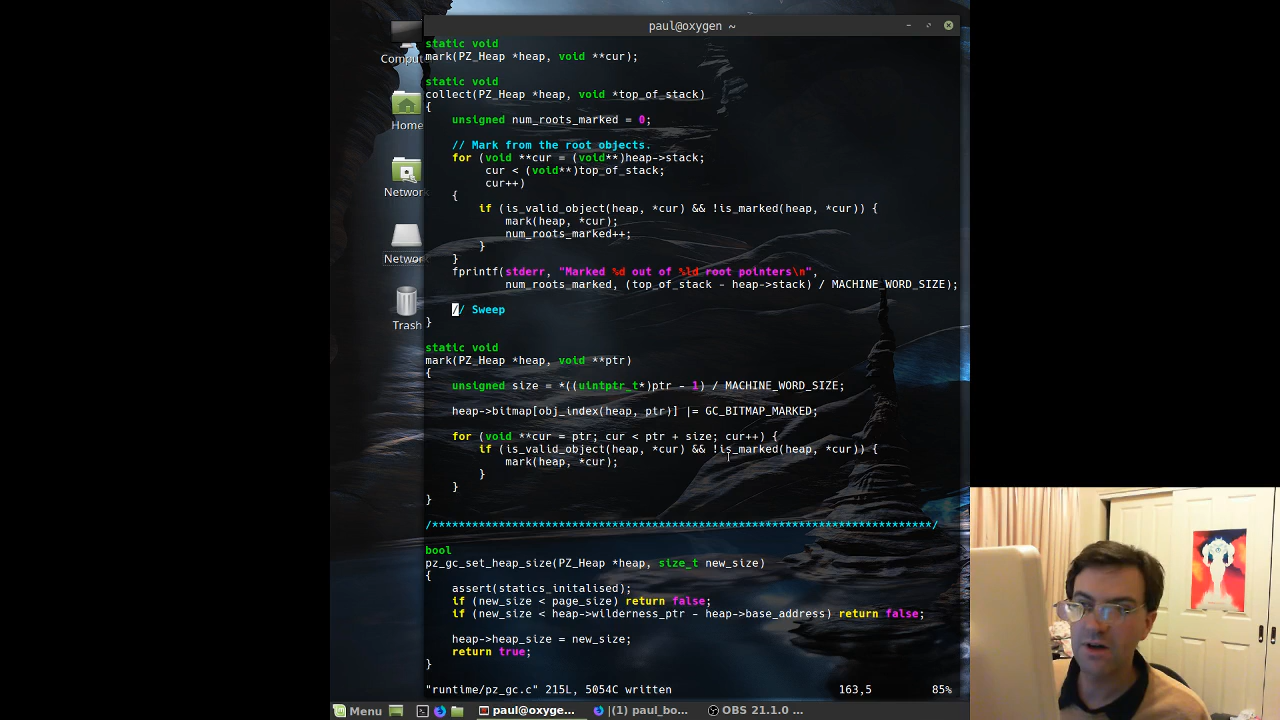 paul@oxygen ~
Comput
Home
Network
Network
Trash
static void
mark(PZ_Heap *heap, void **cur);
static void
collect(PZ_Heap *heap, void *top_of_stack)
{
unsigned num_roots_marked = 0;
// Mark from the root objects.
for (void **cur = (void**)heap->stack;
cur < (void**)top_of_stack;
cur++)
{
if (is_valid_object(heap, *cur) && !is_marked(heap, *cur)) {
mark(heap, *cur);
num_roots_marked++;
}
}
fprintf(stderr, "Marked %d out of %ld root pointers\n",
num_roots_marked, (top_of_stack - heap->stack) / MACHINE_WORD_SIZE);
// Sweep
}
static void
mark(PZ_Heap *heap, void **ptr)
{
unsigned size = *((uintptr_t*)ptr - 1) / MACHINE_WORD_SIZE;
heap->bitmap[obj_index(heap, ptr)] |= GC_BITMAP_MARKED;
for (void **cur = ptr; cur < ptr + size; cur++) {
if (is_valid_object(heap, *cur) && !is_marked(heap, *cur)) {
mark(heap, *cur);
}
}
}
/****************************************************************************/
bool
pz_gc_set_heap_size(PZ_Heap *heap, size_t new_size)
{
assert(statics_initalised);
if (new_size < page_size) return false;
if (new_size < heap->wilderness_ptr - heap->base_address) return false;
heap->heap_size = new_size;
return true;
}
"runtime/pz_gc.c" 215L, 5054C written 163,5 85%
Menu paul@oxyge... (1) paul_bo... OBS 21.1.0 ...